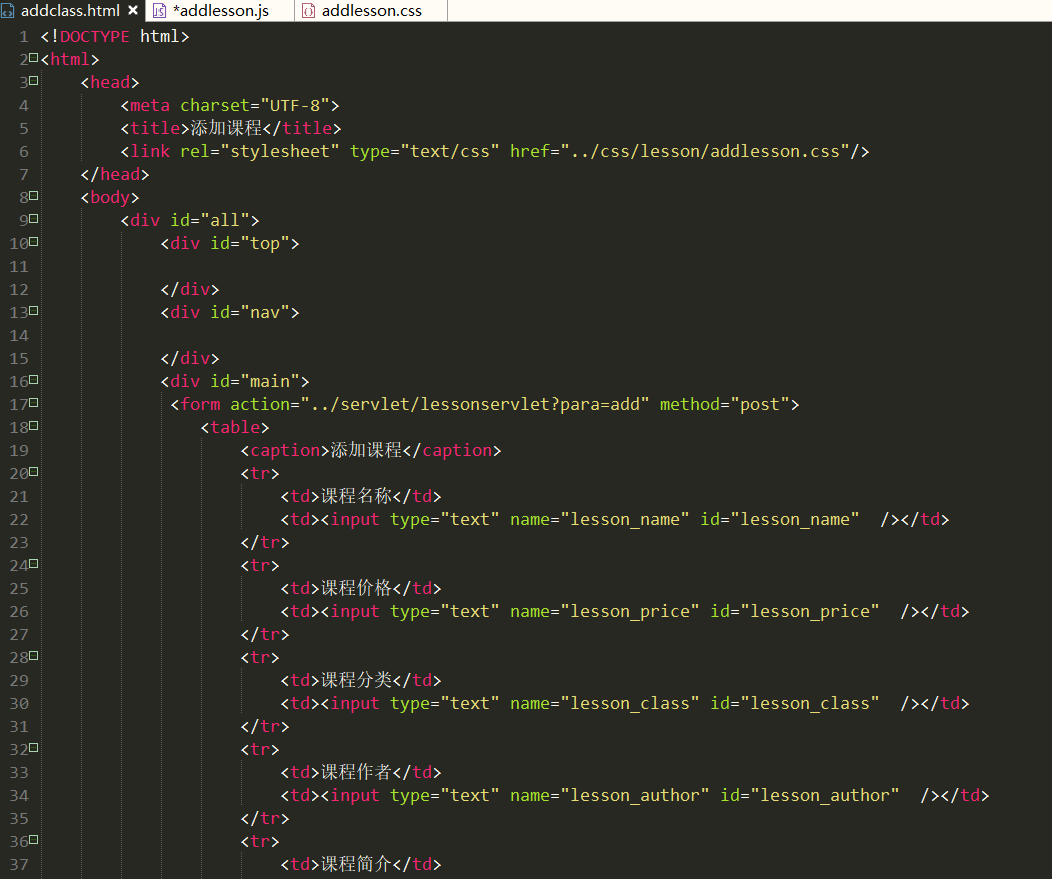 addclass.html × *addlesson.js addlesson.css
1 <!DOCTYPE html>
2 <html>
3 <head>
4 <meta charset="UTF-8">
5 <title>添加课程</title>
6 <link rel="stylesheet" type="text/css" href="../css/lesson/addlesson.css"/>
7 </head>
8 <body>
9 <div id="all">
10 <div id="top">
11
12 </div>
13 <div id="nav">
14
15 </div>
16 <div id="main">
17 <form action="../servlet/lessonservlet?para=add" method="post">
18 <table>
19 <caption>添加课程</caption>
20 <tr>
21 <td>课程名称</td>
22 <td><input type="text" name="lesson_name" id="lesson_name"  /></td>
23 </tr>
24 <tr>
25 <td>课程价格</td>
26 <td><input type="text" name="lesson_price" id="lesson_price"  /></td>
27 </tr>
28 <tr>
29 <td>课程分类</td>
30 <td><input type="text" name="lesson_class" id="lesson_class"  /></td>
31 </tr>
32 <tr>
33 <td>课程作者</td>
34 <td><input type="text" name="lesson_author" id="lesson_author"  /></td>
35 </tr>
36 <tr>
37 <td>课程简介</td>